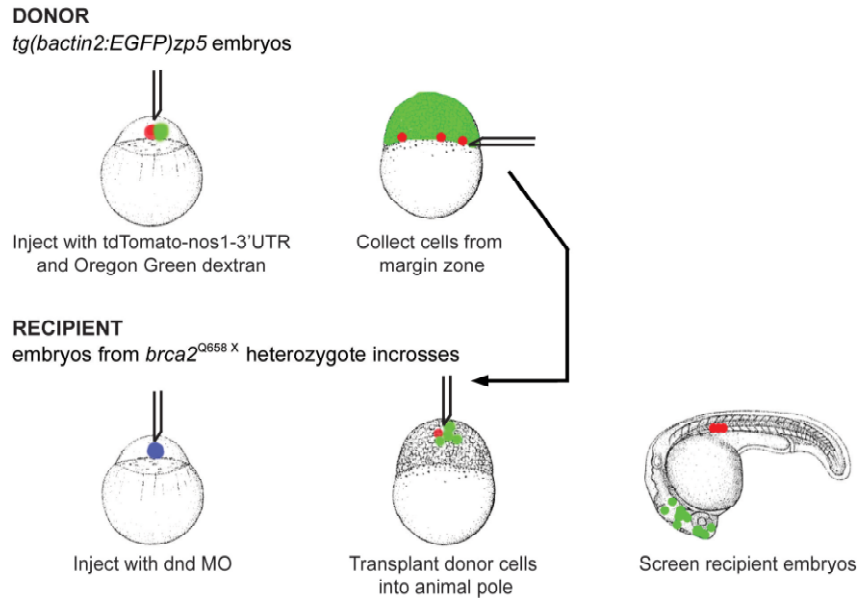 DONOR
tg(bactin2:EGFP)zp5 embryos
Inject with tdTomato-nos1-3'UTR
and Oregon Green dextran
Collect cells from
margin zone
RECIPIENT
embryos from brca2Q658 X heterozygote incrosses
Inject with dnd MO
Transplant donor cells
into animal pole
Screen recipient embryos